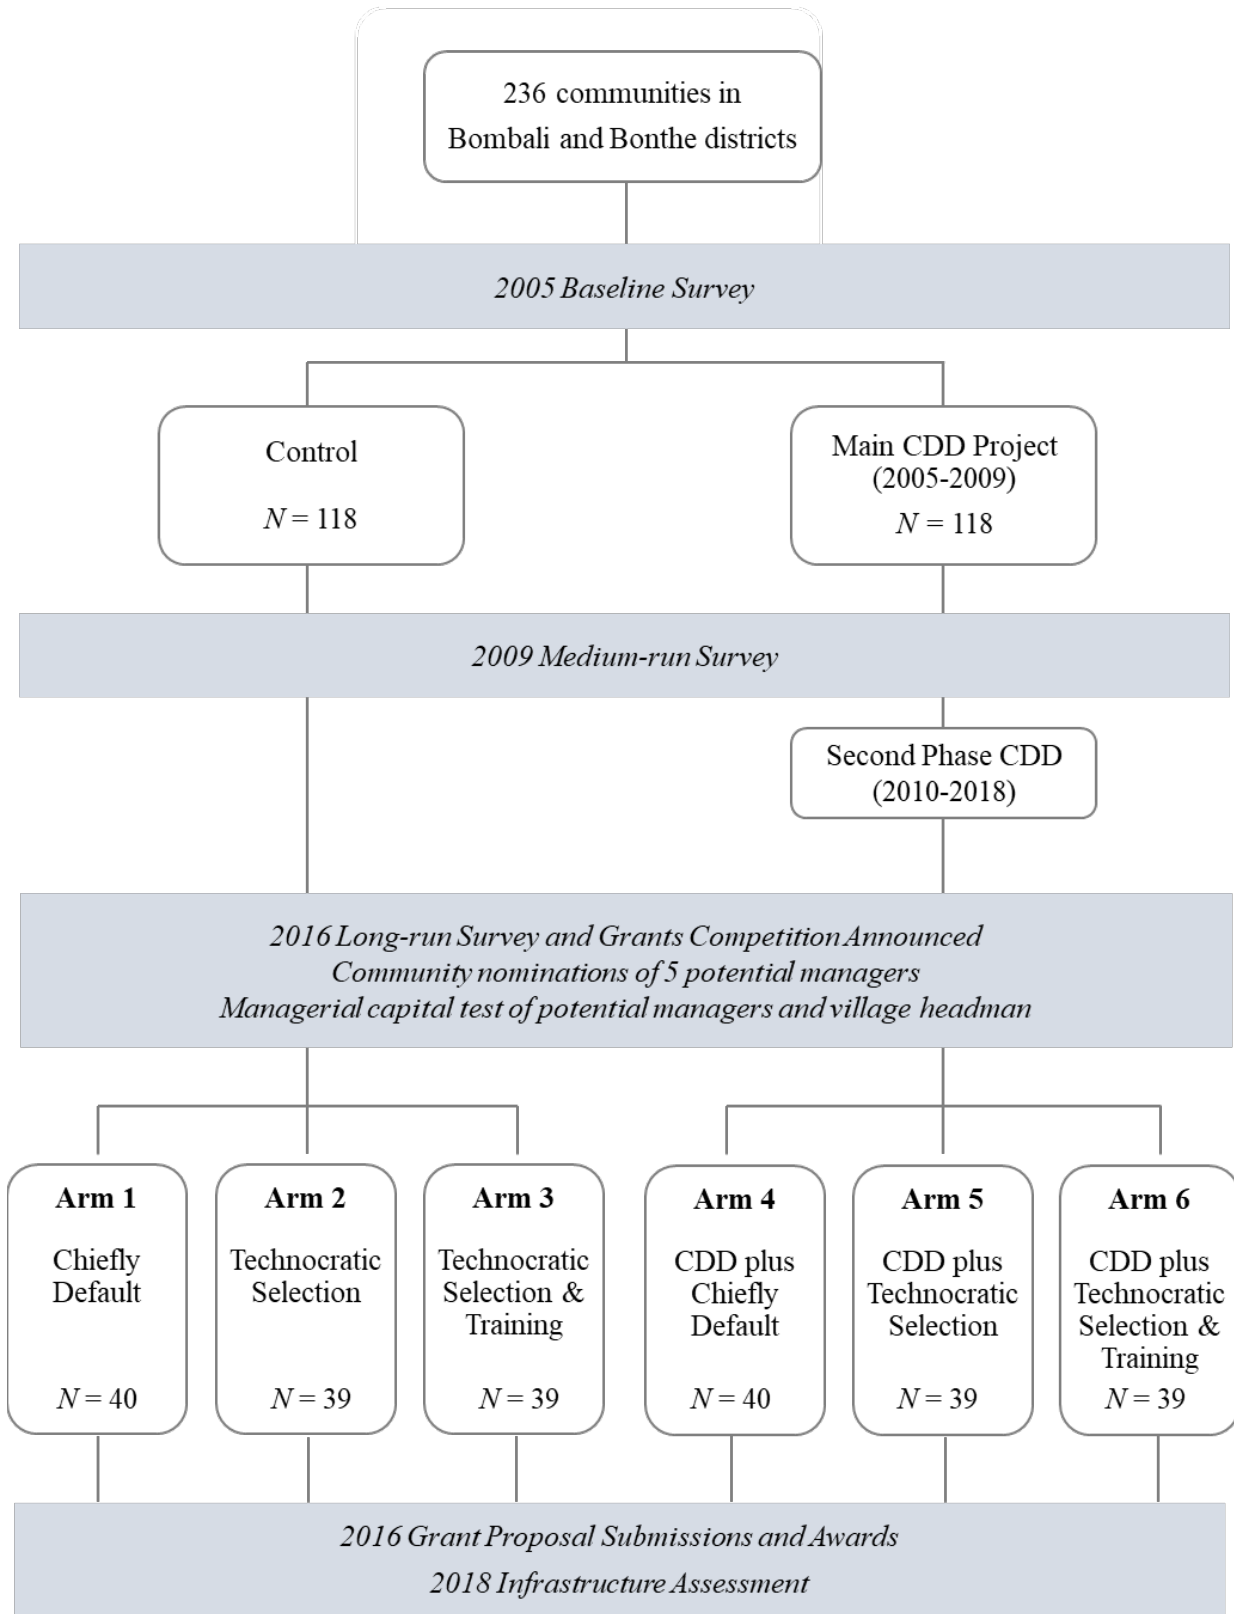 236 communities in
Bombali and Bonthe districts
2005 Baseline Survey
Control
N = 118
Main CDD Project
(2005-2009)
N = 118
2009 Medium-run Survey
Second Phase CDD
(2010-2018)
2016 Long-run Survey and Grants Competition Announced
Community nominations of 5 potential managers
Managerial capital test of potential managers and village headman
Arm 1
Chiefly
Default
N = 40
Arm 2
Technocratic
Selection
N = 39
Arm 3
Technocratic
Selection &
Training
N = 39
Arm 4
CDD plus
Chiefly
Default
N = 40
Arm 5
CDD plus
Technocratic
Selection
N = 39
Arm 6
CDD plus
Technocratic
Selection &
Training
N = 39
2016 Grant Proposal Submissions and Awards
2018 Infrastructure Assessment